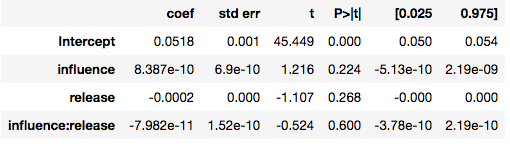 coef std err t P>|t| [0.025 0.975]
Intercept 0.0518 0.001 45.449 0.000 0.050 0.054
influence 8.387e-10 6.9e-10 1.216 0.224 -5.13e-10 2.19e-09
release -0.0002 0.000 -1.107 0.268 -0.000 0.000
influence:release -7.982e-11 1.52e-10 -0.524 0.600 -3.78e-10 2.19e-10